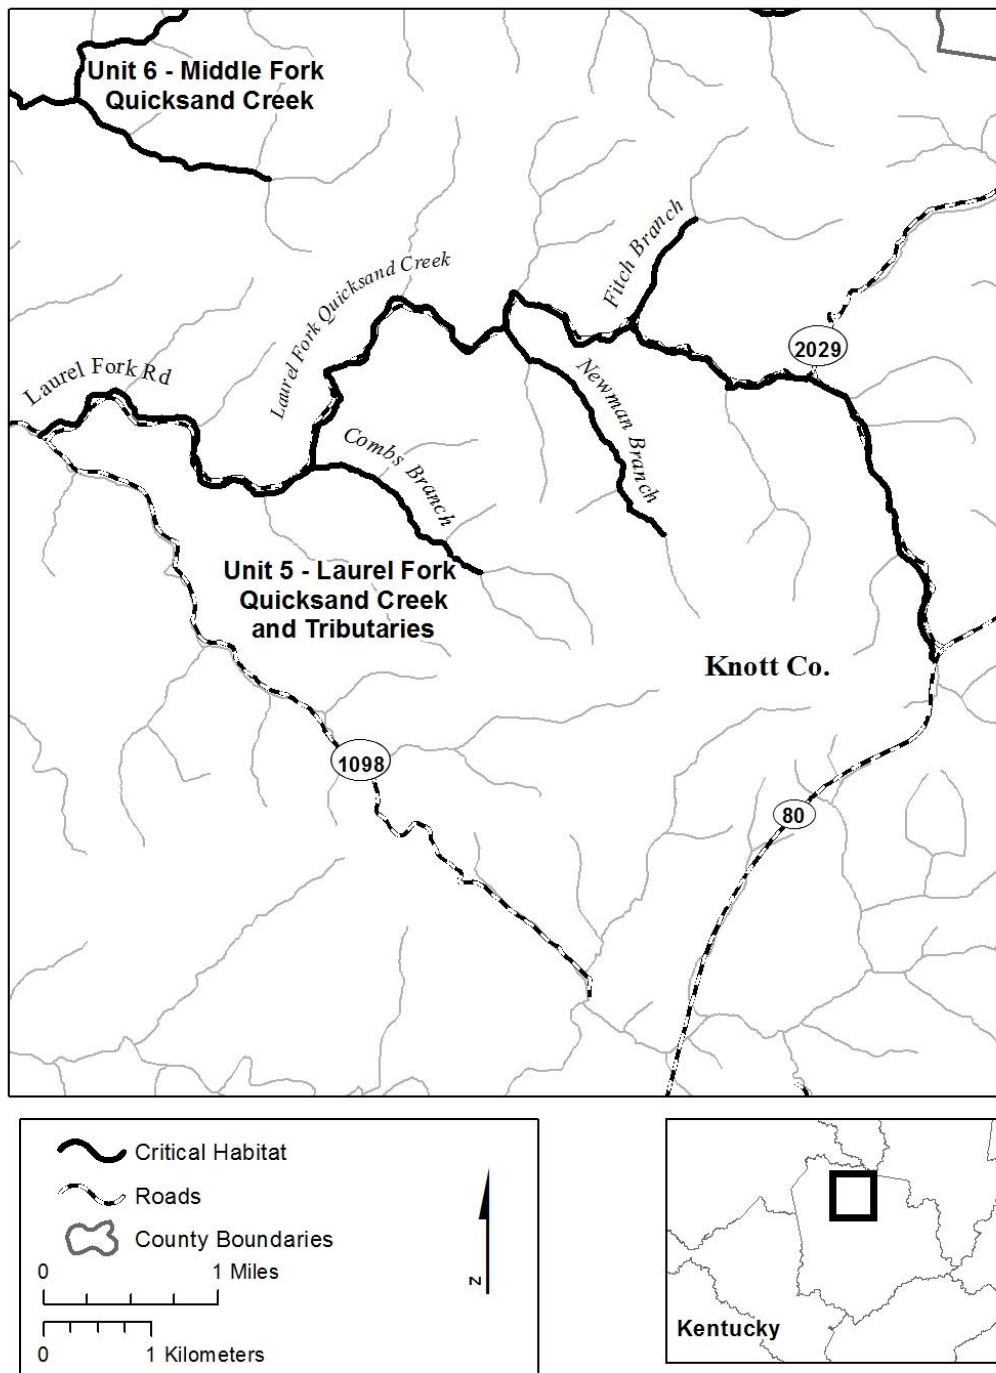 Unit 6 - Middle Fork
Quicksand Creek
Fitch Branch
Laurel Fork Quicksand Creek
2029
Laurel Fork Rd
Newman Branch
Combs Branch
Unit 5 - Laurel Fork
Quicksand Creek
and Tributaries
Knott Co.
1098
80
Critical Habitat
Roads
County Boundaries
0 1 Miles
0 1 Kilometers
N
Kentucky